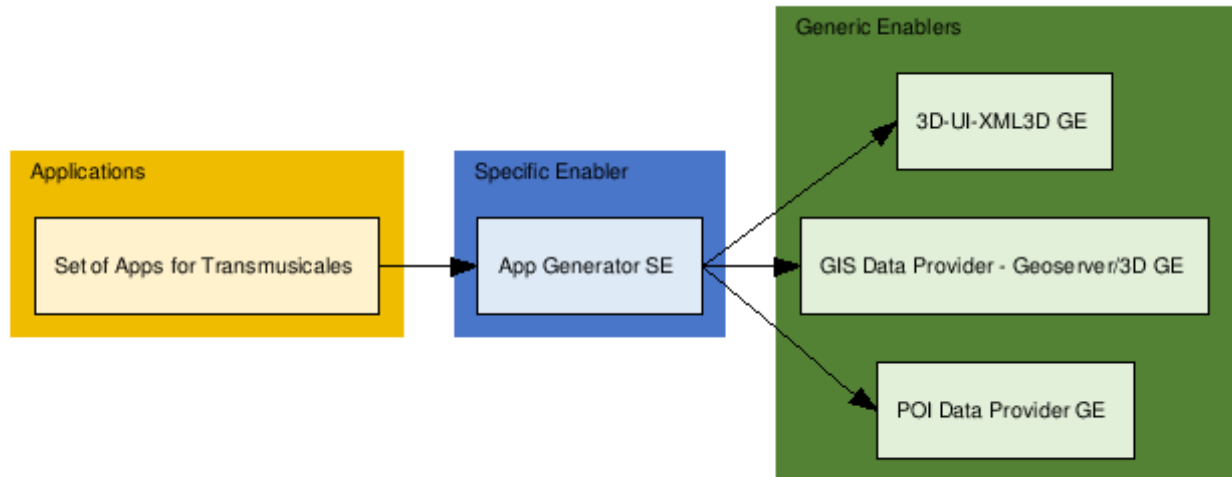 Applications
Set of Apps for Transmusicales
Specific Enabler
App Generator SE
Generic Enablers
3D-UI-XML3D GE
GIS Data Provider - Geoserver/3D GE
POI Data Provider GE